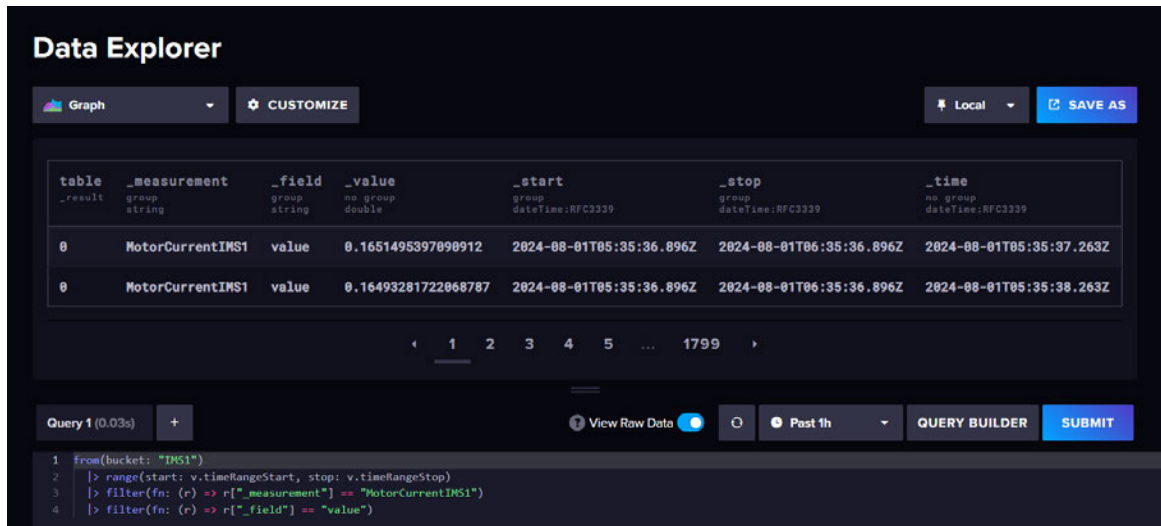 Data Explorer
Graph CUSTOMIZE Local SAVE AS
table _measurement _field _value _start _stop _time
_result group group no group group group no group
string string double dateTime:RFC3339 dateTime:RFC3339 dateTime:RFC3339
0 MotorCurrentIMS1 value 0.1651495397090912 2024-08-01T05:35:36.896Z 2024-08-01T06:35:36.896Z 2024-08-01T05:35:37.263Z
0 MotorCurrentIMS1 value 0.16493281722068787 2024-08-01T05:35:36.896Z 2024-08-01T06:35:36.896Z 2024-08-01T05:35:38.263Z
1 2 3 4 5 ... 1799
Query 1 (0.03s) + ? View Raw Data Past 1h QUERY BUILDER SUBMIT
1 from(bucket: "IMS1")
2 |> range(start: v.timeRangeStart, stop: v.timeRangeStop)
3 |> filter(fn: (r) => r["_measurement"] == "MotorCurrentIMS1")
4 |> filter(fn: (r) => r["_field"] == "value")